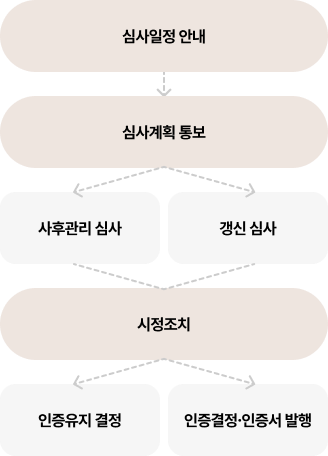 심사일정 안내
심사계획 통보
사후관리 심사
갱신 심사
시정조치
인증유지 결정
인증결정·인증서 발행